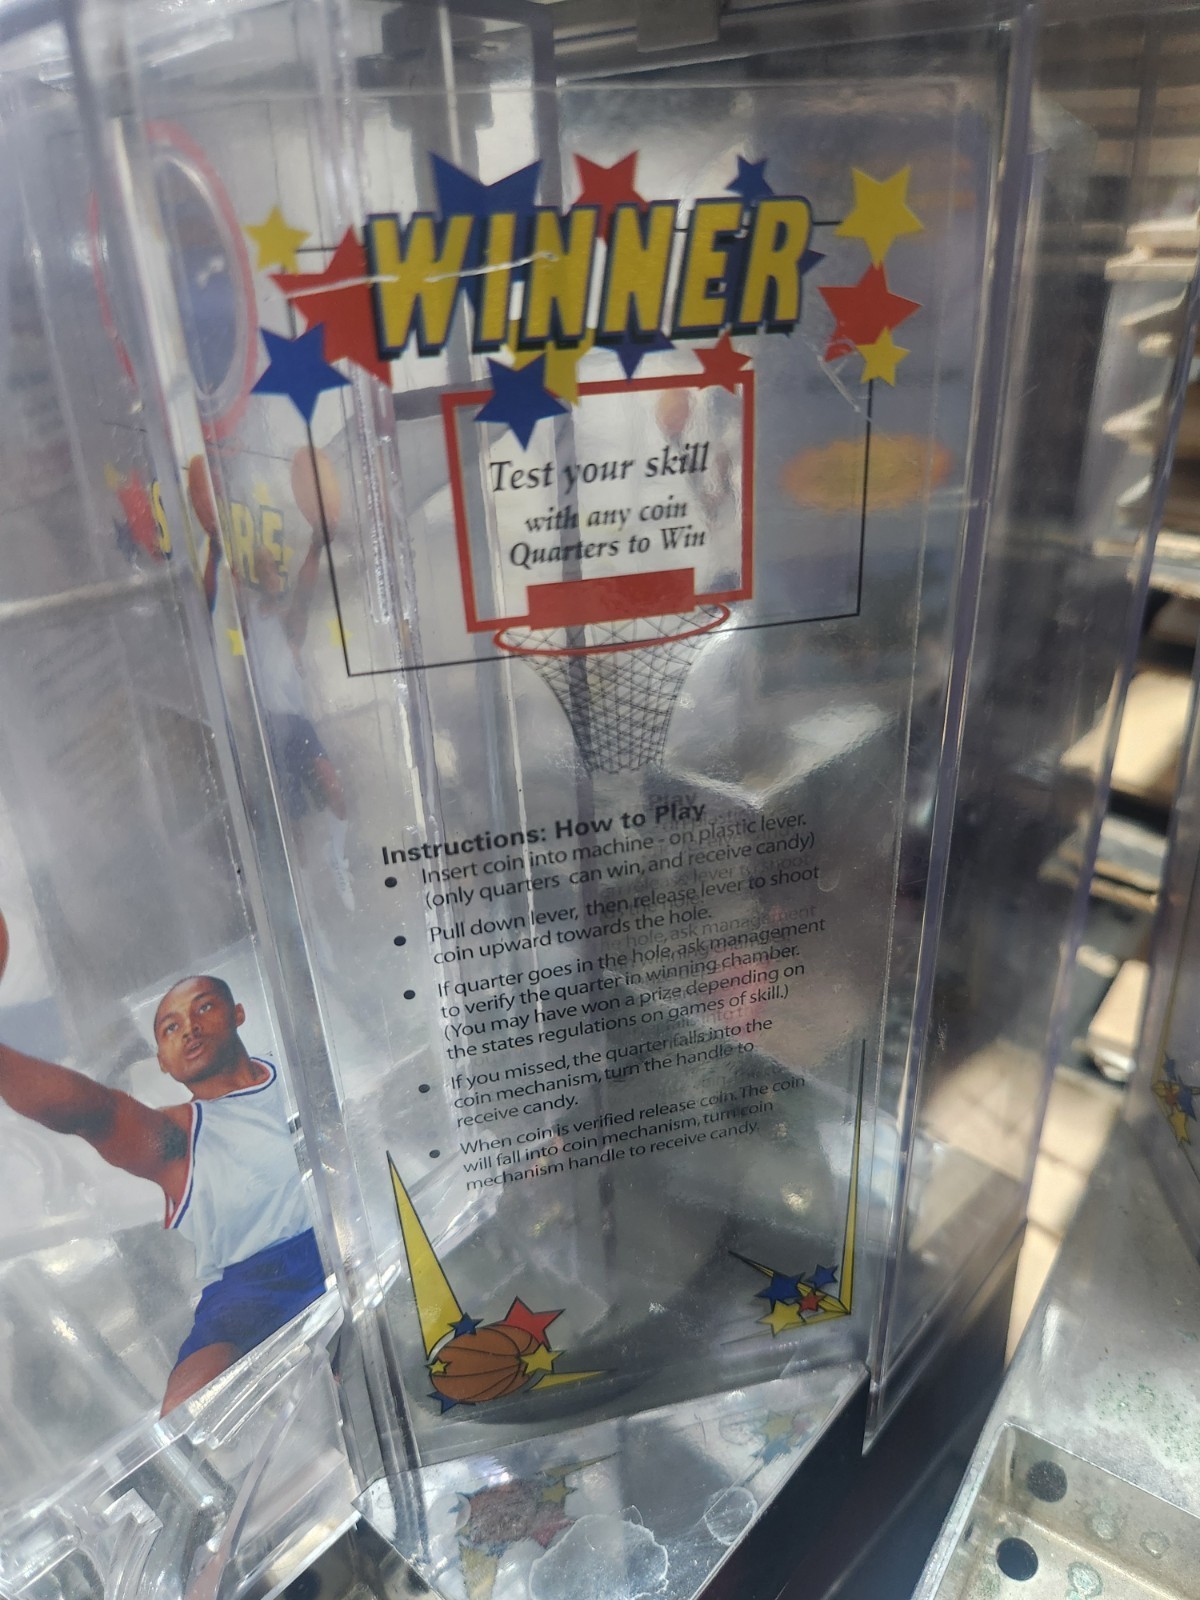 WINNER
Test your skill
with any coin
Quarters to Win
Instructions: How to Play
• Insert coin into machine - on plastic lever.
(only quarters can win, and receive candy)
• Pull down lever, then release lever to shoot
coin upward towards the hole.
• If quarter goes in the hole, ask management
to verify the quarter in winning chamber.
(You may have won a prize depending on
the states regulations on games of skill.)
• If you missed, the quarter falls into the
coin mechanism, turn the handle to
receive candy.
• When coin is verified release coin. The coin
will fall into coin mechanism, turn coin
mechanism handle to receive candy.